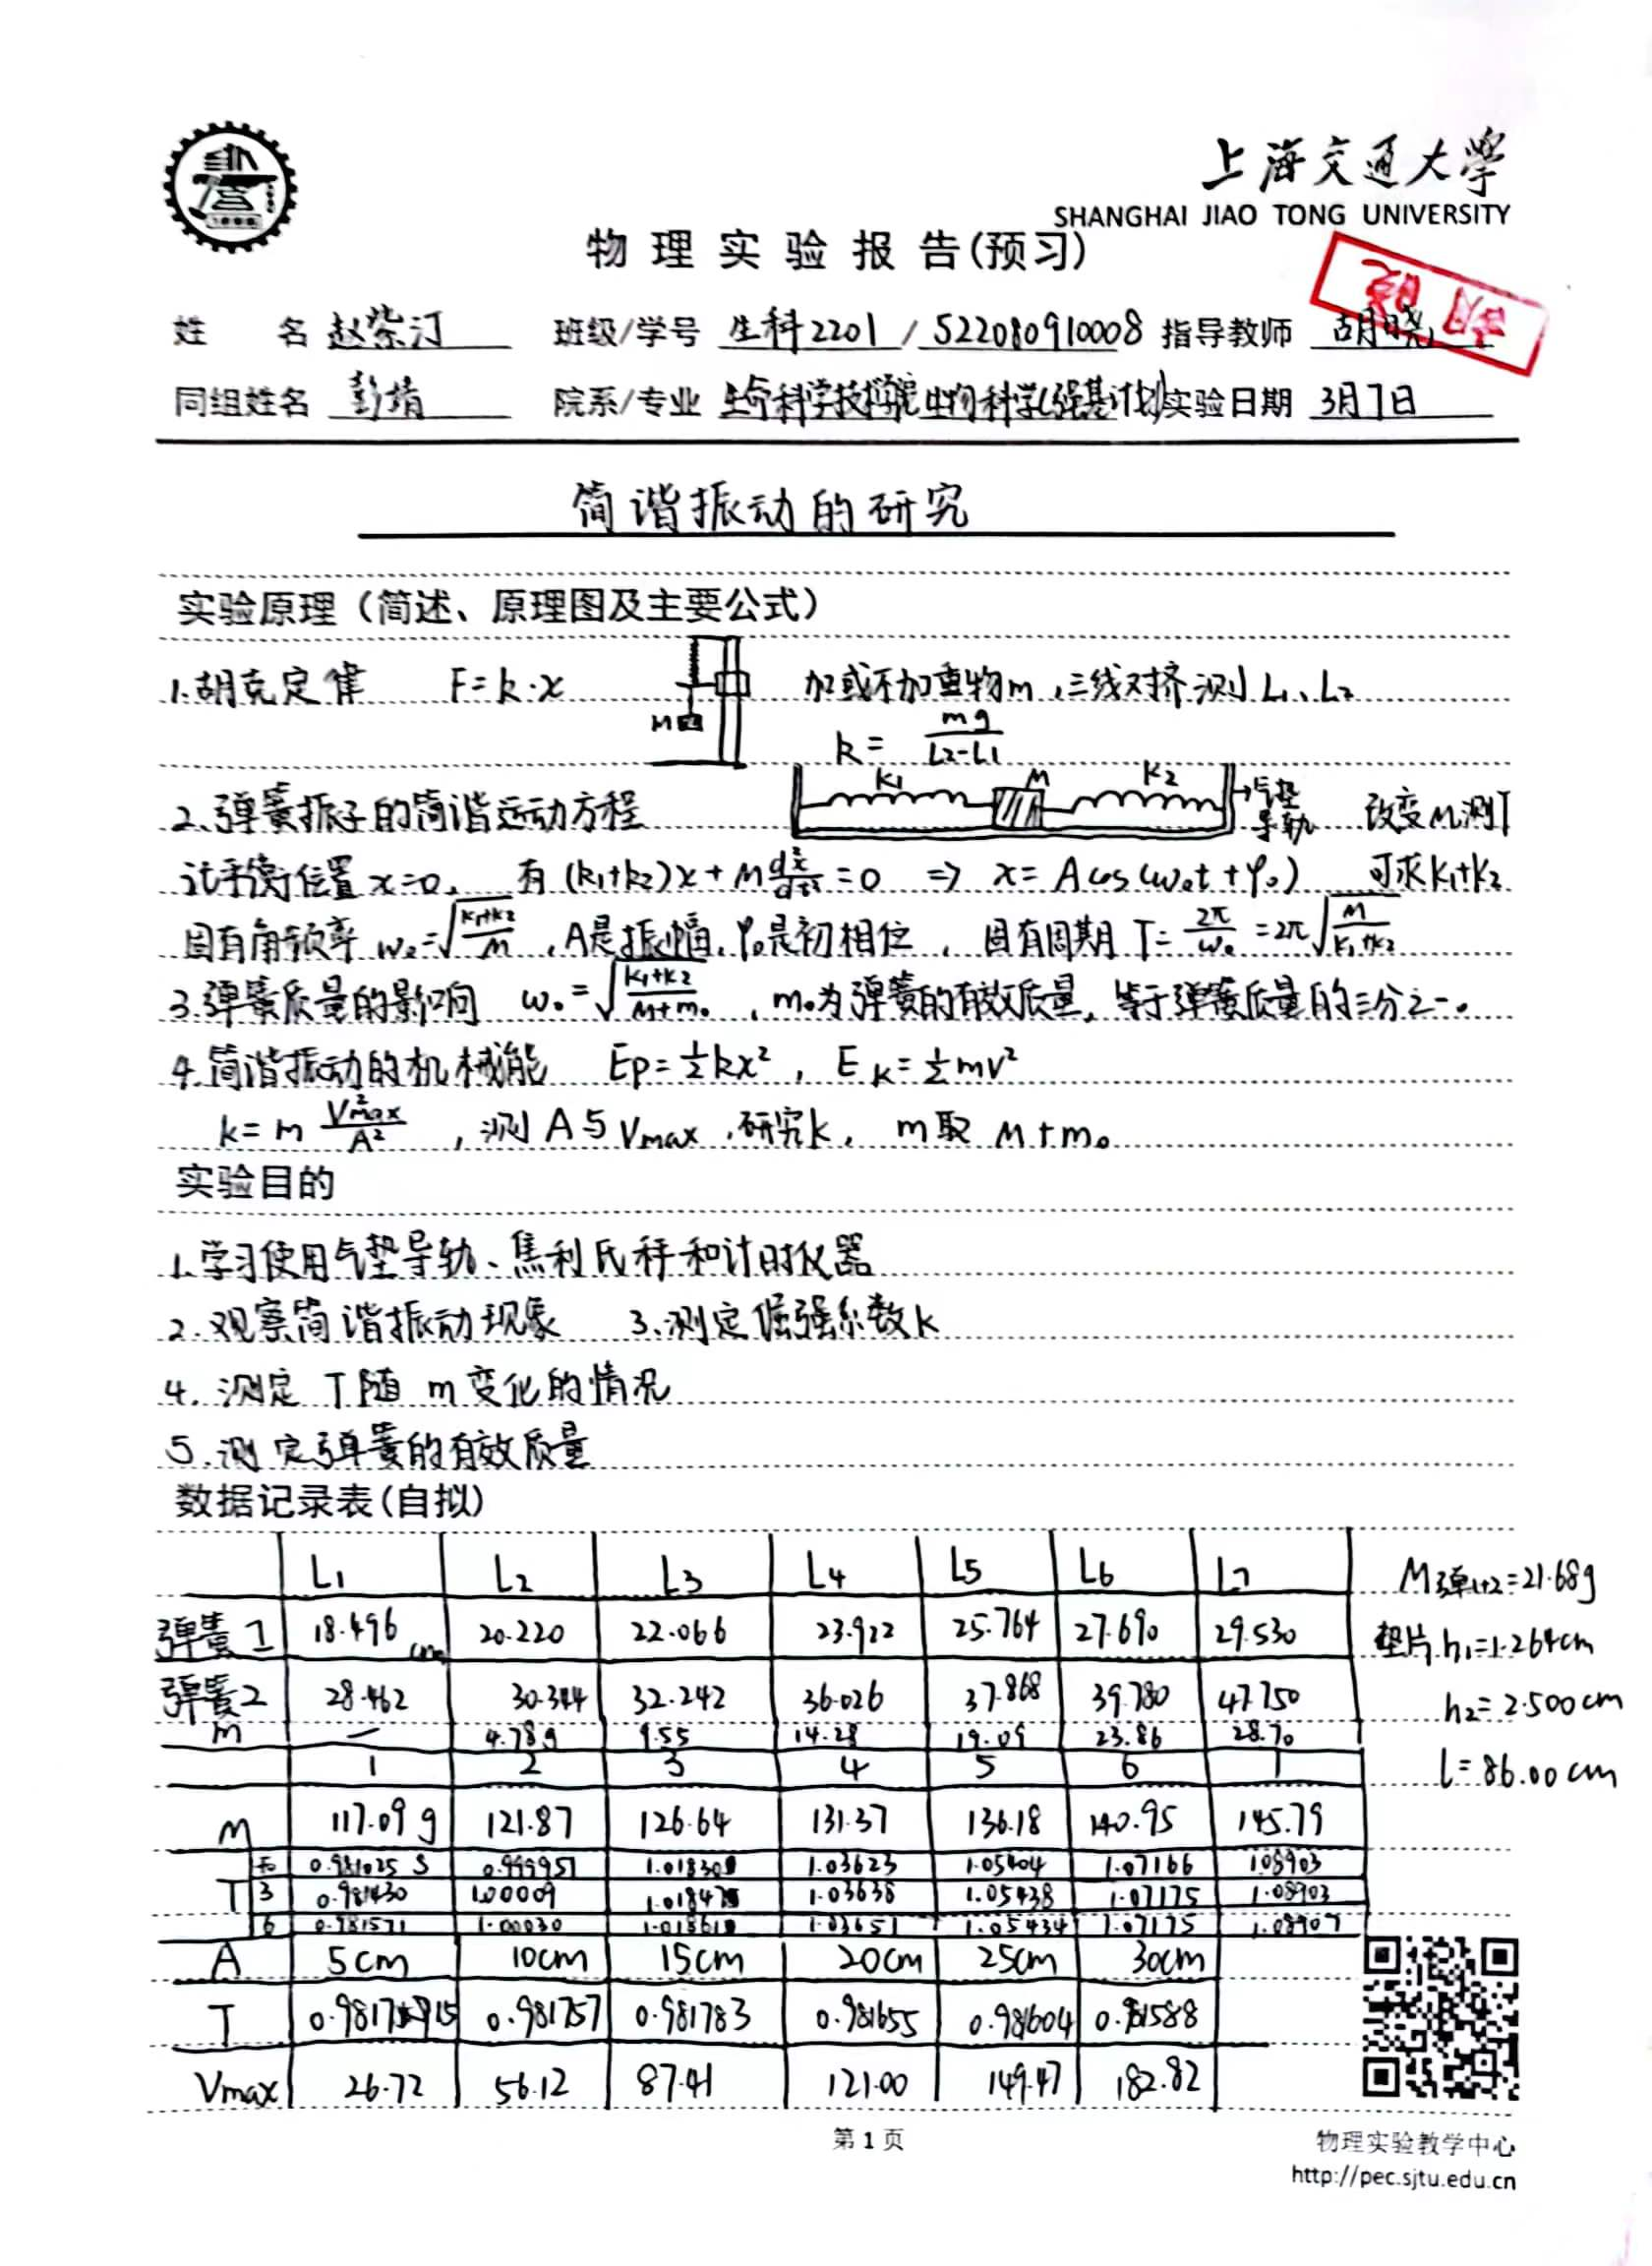 上海交通大学
SHANGHAI JIAO TONG UNIVERSITY
物理实验报告(预习)
姓 名 赵紫汀 班级/学号 生科2201 / 522080910008 指导教师 胡晓
同组姓名 彭靖 院系/专业 生命科学技术学院 生物科学(强基计划) 实验日期 3月7日
简谐振动的研究
实验原理（简述、原理图及主要公式）
1.胡克定律 F=k·x 加或不加重物m,三线对挤测L₁、L₂
M
k= mg/(L₂-L₁)
K₁ M K₂
2.弹簧振子的简谐运动方程 气垫导轨 改变M测T
让平衡位置x=0, 有(k₁+k₂)x+M d²x/dt²=0 ⇒ x=Acos(ω₀t+φ₀) 可求k₁+k₂
固有角频率 ω₀=√((k₁+k₂)/M) ,A是振幅,φ₀是初相位 , 固有周期T=2π/ω₀=2π√(M/(k₁+k₂))
3.弹簧质量的影响 ω₀=√((k₁+k₂)/(M+m₀)) ,m₀为弹簧的有效质量,等于弹簧质量的三分之一。
4.简谐振动的机械能 Ep=½kx², Eₖ=½mv²
k=m V²max/A² ,测A与Vmax,研究k, m取 M+m₀
实验目的
1.学习使用气垫导轨、焦利氏秤和计时仪器
2.观察简谐振动现象 3.测定倔强系数k
4.测定 T随 m变化的情况
5.测定弹簧的有效质量
数据记录表(自拟)
L₁ L₂ L₃ L₄ L₅ L₆ L₇ M弹1+2=21.68g
弹簧1 18.496cm 20.220 22.066 23.922 25.764 27.690 29.530 垫片h₁=1.264cm
弹簧2 28.462 30.344 32.242 36.026 37.868 39.780 47.750 h₂=2.500cm
m — 4.78g 9.55 14.28 19.09 23.86 28.70
1 2 3 4 5 6 7 l=86.00cm
M 117.09g 121.87 126.64 131.37 136.18 140.95 145.79
0.981025 s 0.999951 1.01830 1.03623 1.05404 1.07166 1.08903
T 3 0.981430 1.00009 1.01847 1.03638 1.05438 1.07175 1.08903
6 0.981571 1.00030 1.01861 1.03651 1.05434 1.07175 1.08907
A 5cm 10cm 15cm 20cm 25cm 30cm
T 0.981757 0.981783 0.981655 0.981604 0.981588
Vmax 26.72 56.12 87.41 121.00 149.47 182.82
第 1 页
物理实验教学中心
http://pec.sjtu.edu.cn